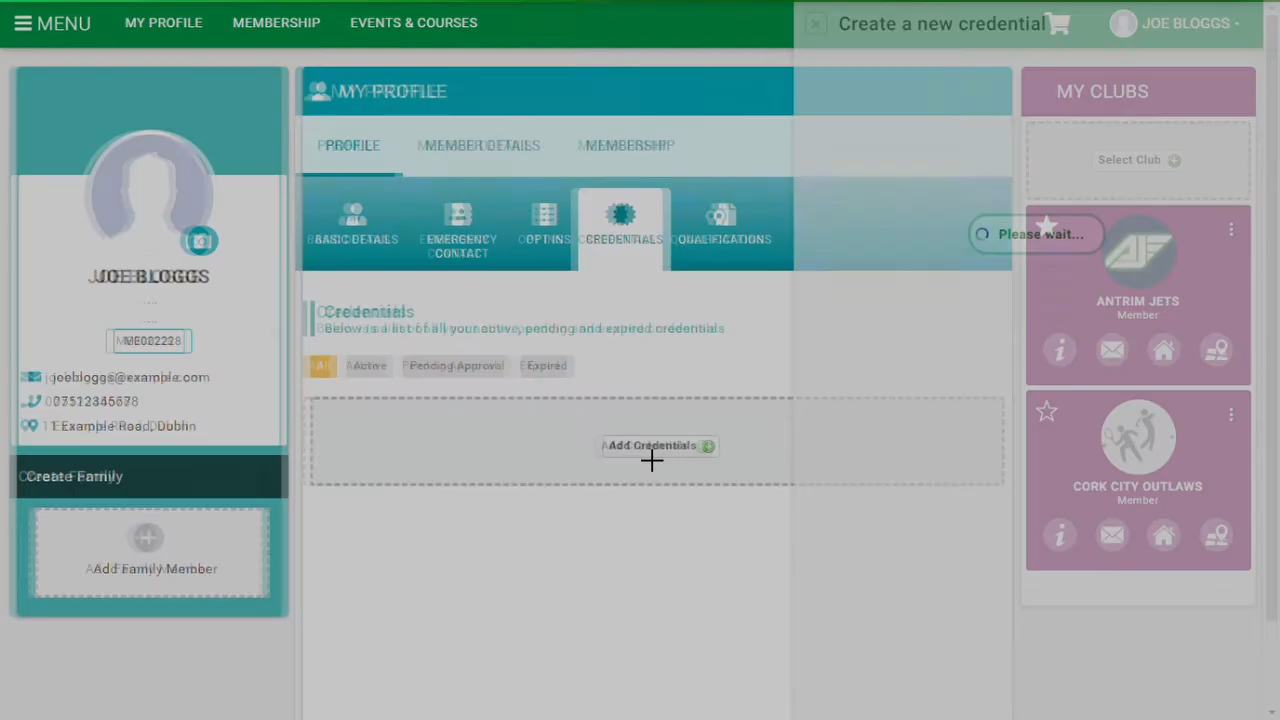 MENU
MY PROFILE
MEMBERSHIP
EVENTS & COURSES
Create a new credential
JOE BLOGGS
JOE BLOGGS
joebloggs@example.com
07512345678
1 Example Road, Dublin
Create Family
Add Family Member
MY PROFILE
PROFILE
MEMBER DETAILS
MEMBERSHIP
BASIC DETAILS
EMERGENCY
CONTACT
OPT INS
CREDENTIALS
QUALIFICATIONS
Credentials
Below is a list of all your active, pending and expired credentials
All
Active
Pending Approval
Expired
Add Credentials
Please wait...
MY CLUBS
Select Club
ANTRIM JETS
Member
CORK CITY OUTLAWS
Member